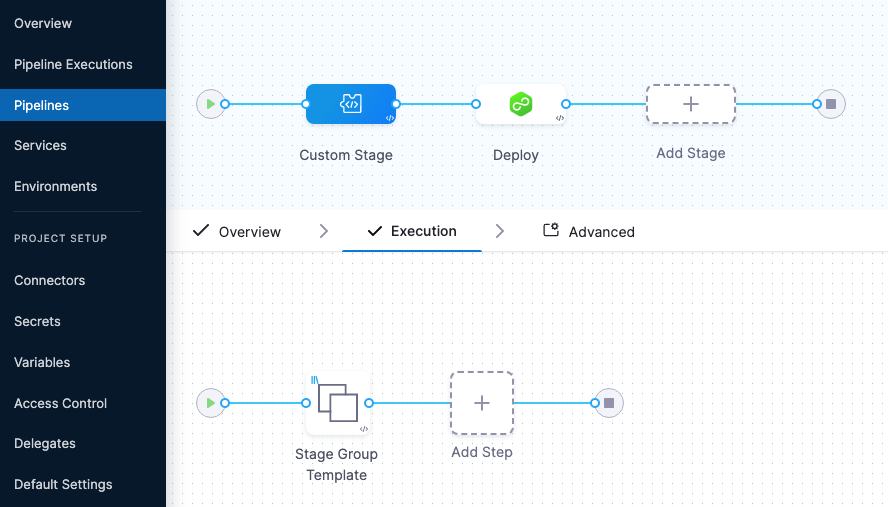 Overview
Pipeline Executions
Pipelines
Services
Environments
PROJECT SETUP
Connectors
Secrets
Variables
Access Control
Delegates
Default Settings
Custom Stage
Deploy
Add Stage
Overview
Execution
Advanced
Stage Group
Template
Add Step